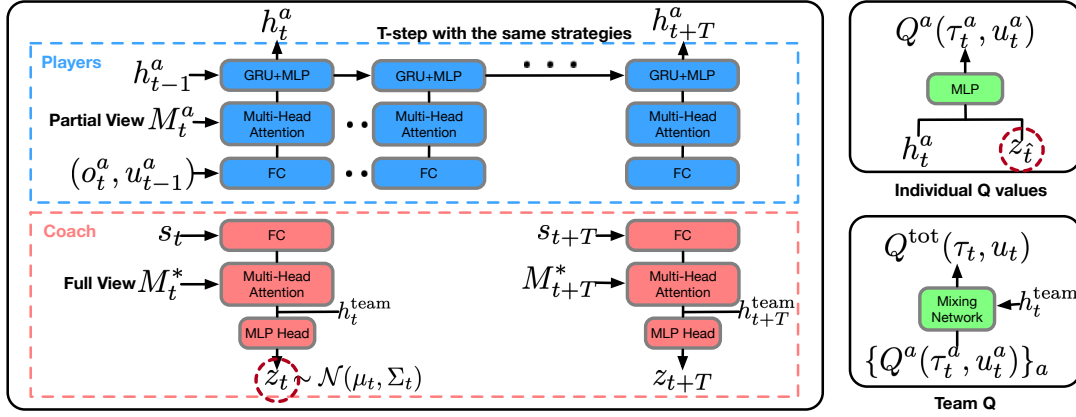 h_t^a
T-step with the same strategies
h_{t+T}^a
Players
h_{t-1}^a
GRU+MLP
GRU+MLP
• • •
GRU+MLP
Partial View M_t^a
Multi-Head Attention
• •
Multi-Head Attention
Multi-Head Attention
(o_t^a, u_{t-1}^a)
FC
• •
FC
FC
Coach
s_t
FC
s_{t+T}
FC
Full View M_t^*
Multi-Head Attention
M_{t+T}^*
Multi-Head Attention
h_t^{team}
h_{t+T}^{team}
MLP Head
MLP Head
z_t ~ 𝒩(μ_t, Σ_t)
z_{t+T}
Q^a(τ_t^a, u_t^a)
MLP
h_t^a
z_{\hat{t}}
Individual Q values
Q^{tot}(τ_t, u_t)
Mixing Network
h_t^{team}
{Q^a(τ_t^a, u_t^a)}_a
Team Q